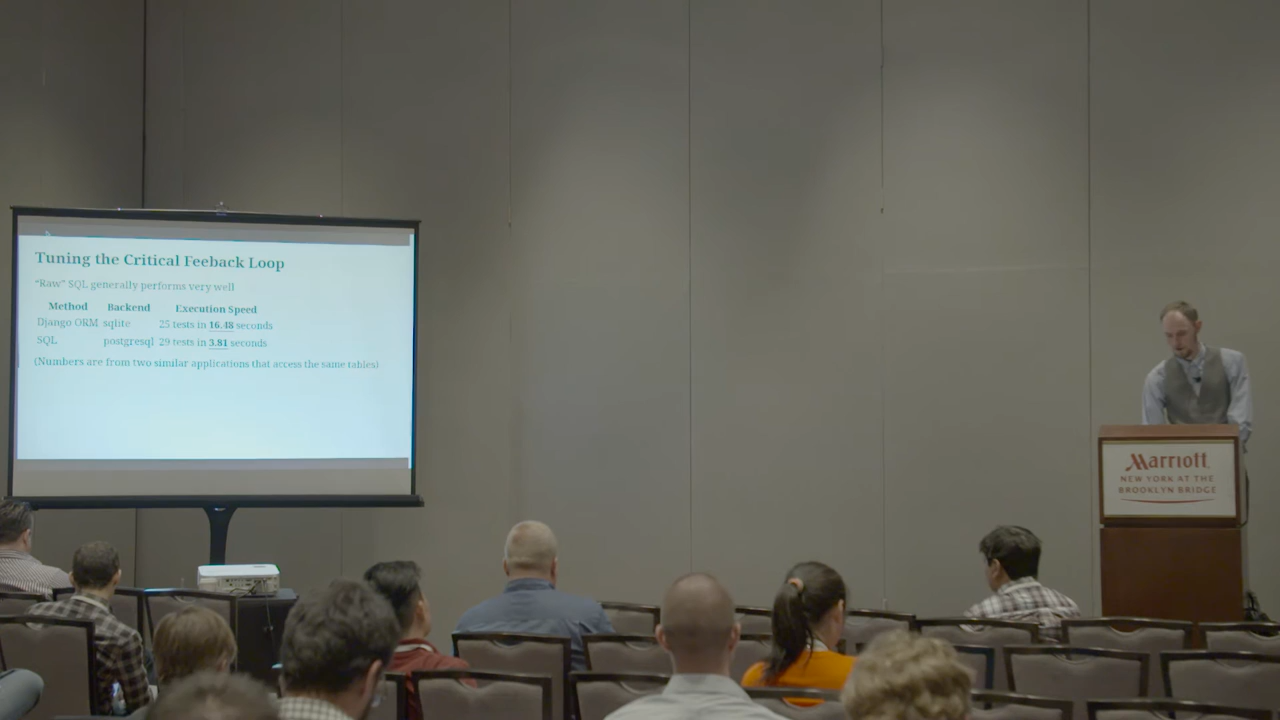 Tuning the Critical Feeback Loop
“Raw” SQL generally performs very well
Method Backend Execution Speed
Django ORM sqlite 25 tests in 16.48 seconds
SQL postgresql 29 tests in 3.81 seconds
(Numbers are from two similar applications that access the same tables)
Marriott
NEW YORK AT THE
BROOKLYN BRIDGE